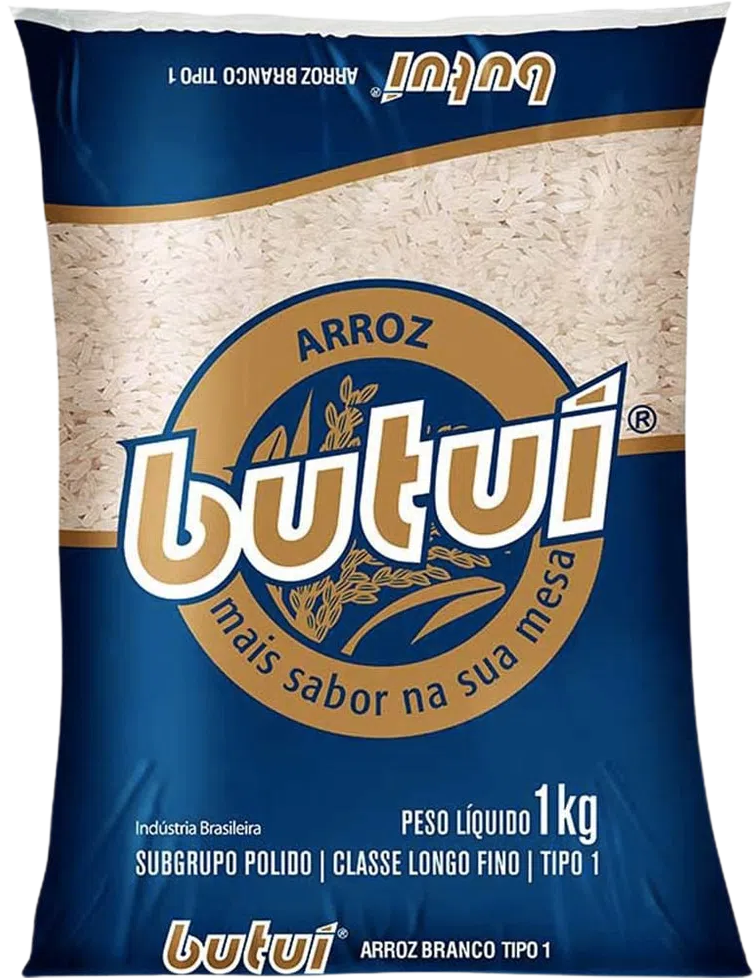 butuí® ARROZ BRANCO TIPO 1
ARROZ
butuí®
mais sabor na sua mesa
Indústria Brasileira
PESO LÍQUIDO 1kg
SUBGRUPO POLIDO | CLASSE LONGO FINO | TIPO 1
butuí® ARROZ BRANCO TIPO 1